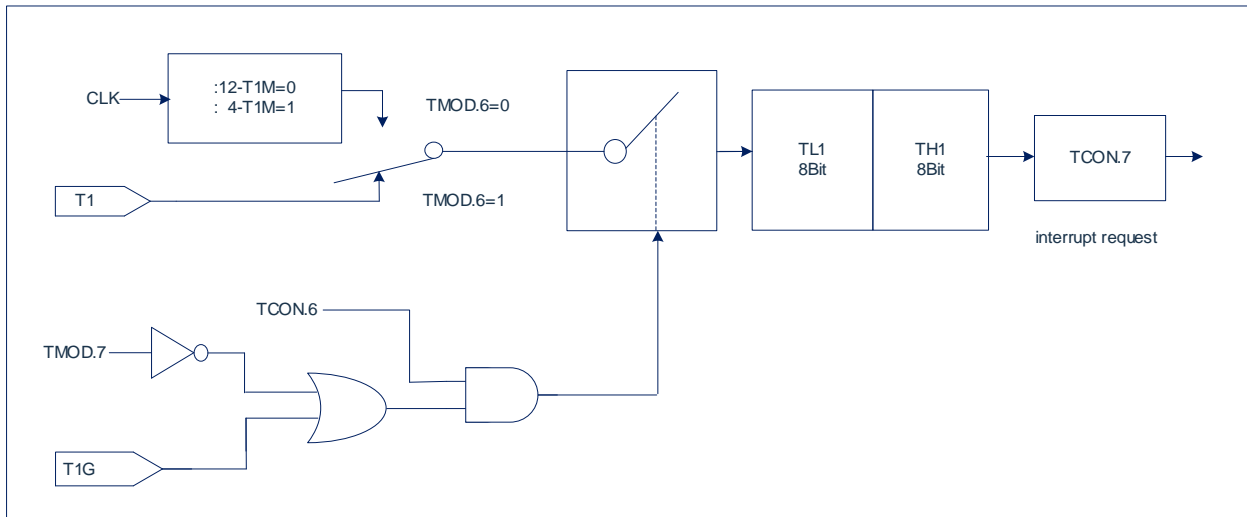 :12-T1M=0
:  4-T1M=1
CLK
TMOD.6=0
T1
TMOD.6=1
TL1
8Bit
TH1
8Bit
TCON.7
interrupt request
TCON.6
TMOD.7
T1G